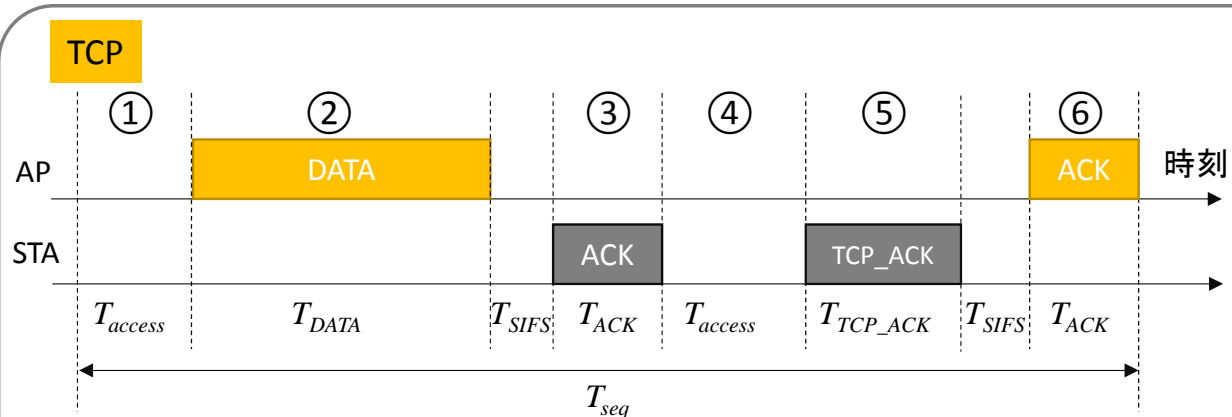 TCP
① ② ③ ④ ⑤ ⑥
AP DATA ACK 時刻
STA ACK TCP_ACK
T_access T_DATA T_SIFS T_ACK T_access T_TCP_ACK T_SIFS T_ACK
T_seq